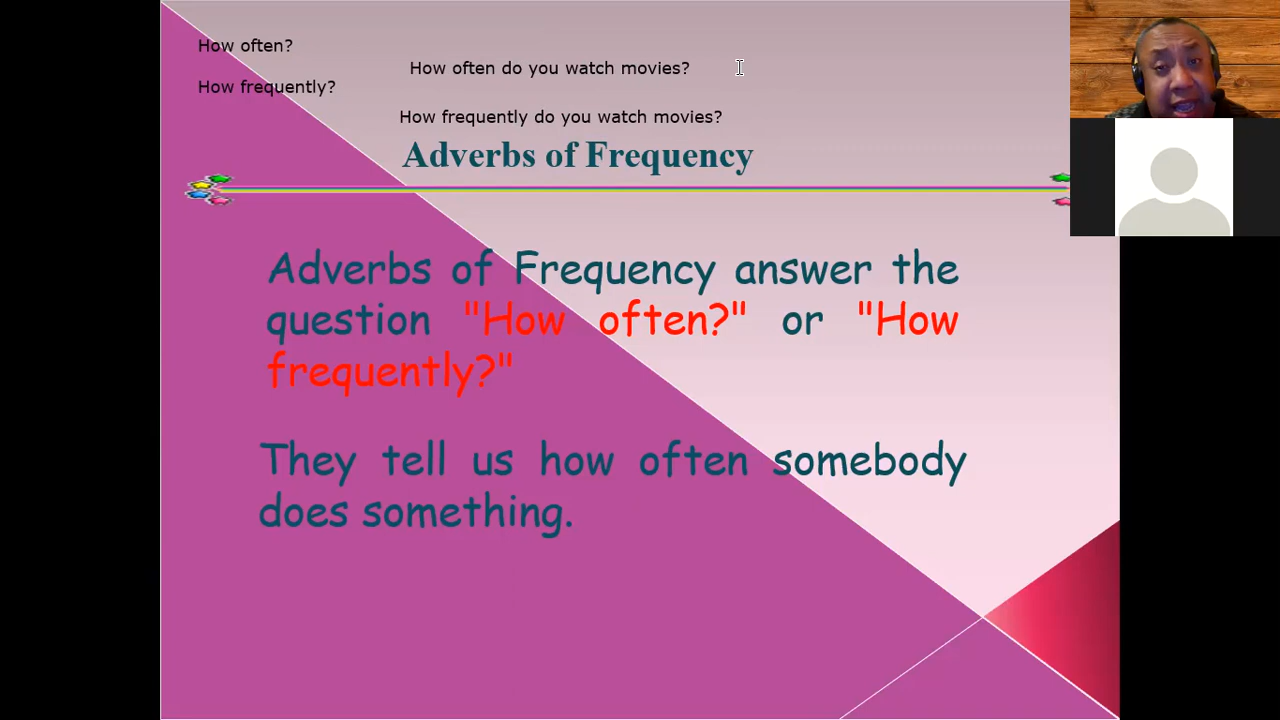 How often?
How often do you watch movies?
How frequently?
How frequently do you watch movies?
Adverbs of Frequency
Adverbs of Frequency answer the
question "How often?" or "How
frequently?"
They tell us how often somebody
does something.